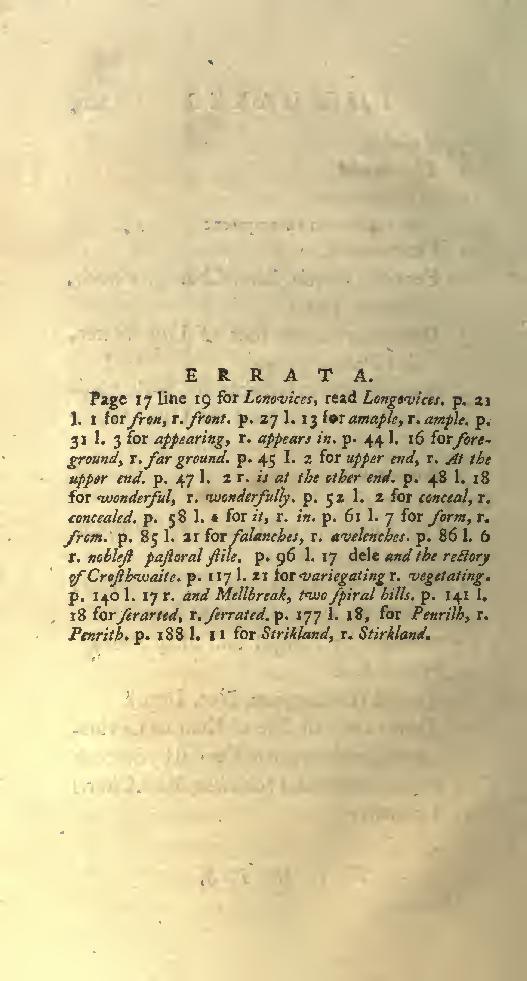 E R R A T A.
Page 17 line 19 for Lonovices, read Longovices. p. 21
l. 1 for fron, r. front. p. 27 l. 13 for amaple, r. ample. p.
31 l. 3 for appearing, r. appears in. p. 44 l. 16 for fore-
ground, r. far ground. p. 45 l. 2 for upper end, r. At the
upper end. p. 47 l. 2 r. is at the other end. p. 48 l. 18
for wonderful, r. wonderfully. p. 52 l. 2 for conceal, r.
concealed. p. 58 l. for it, r. in. p. 61 l. 7 for form, r.
from. p. 85 l. 21 for falanches, r. avelenches. p. 86 l. 6
r. nobleſt paſtoral ſtile. p. 96 l. 17 dele and the rectory
of Croſthwaite. p. 117 l. 21 for variegating r. vegetating.
p. 140 l. 17 r. and Mellbreak, two ſpiral hills. p. 141 l.
18 for ſerarted, r. ſerrated. p. 177 l. 18, for Penrilh, r.
Penrith. p. 188 l. 11 for Strikland, r. Stirkland.